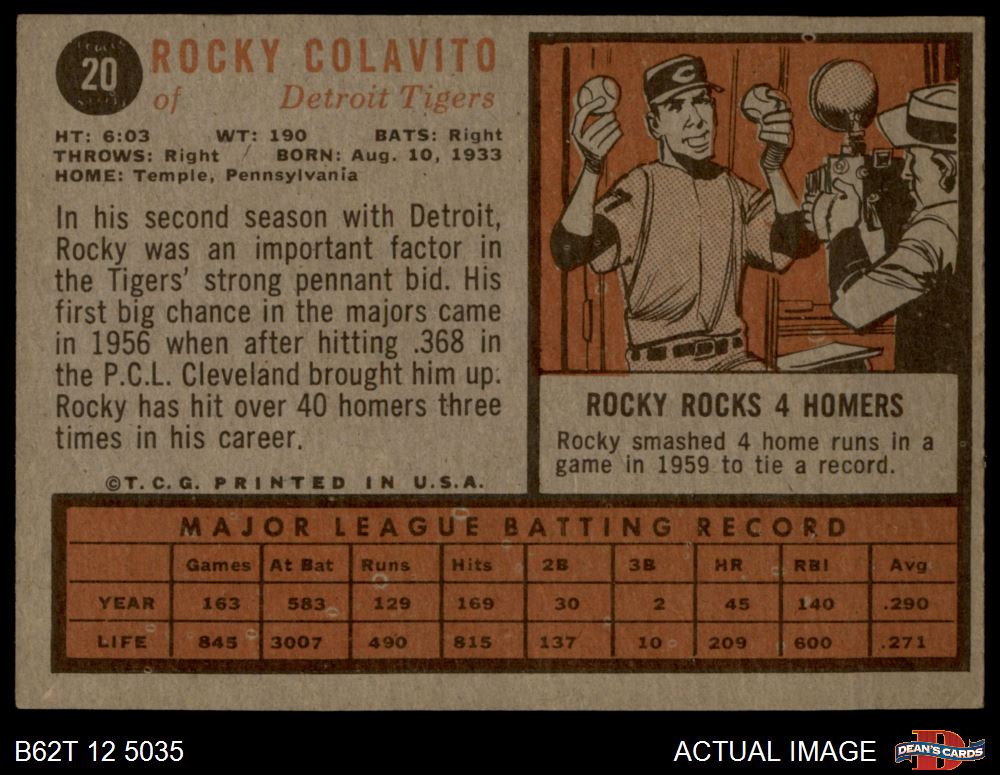 20
ROCKY COLAVITO
of Detroit Tigers
HT: 6:03 WT: 190 BATS: Right
THROWS: Right BORN: Aug. 10, 1933
HOME: Temple, Pennsylvania
In his second season with Detroit,
Rocky was an important factor in
the Tigers' strong pennant bid. His
first big chance in the majors came
in 1956 when after hitting .368 in
the P.C.L. Cleveland brought him up.
Rocky has hit over 40 homers three
times in his career.
©T. C. G. PRINTED IN U.S.A.
C
7
ROCKY ROCKS 4 HOMERS
Rocky smashed 4 home runs in a
game in 1959 to tie a record.
MAJOR LEAGUE BATTING RECORD
Games At Bat Runs Hits 2B 3B HR RBI Avg
YEAR 163 583 129 169 30 2 45 140 .290
LIFE 845 3007 490 815 137 10 209 600 .271
B62T 12 5035
ACTUAL IMAGE
D
DEAN'S CARDS